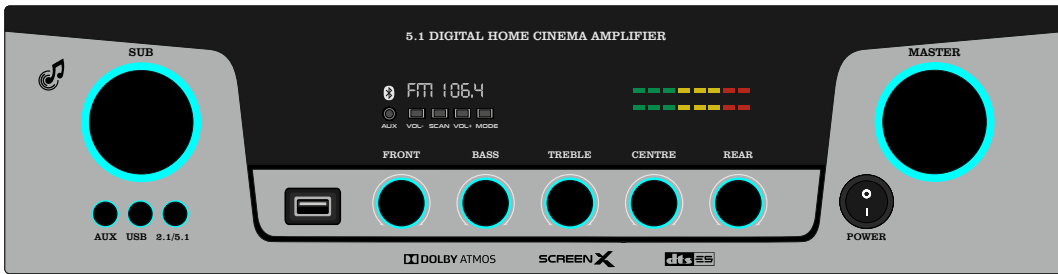 5.1 DIGITAL HOME CINEMA AMPLIFIER
SUB
MASTER
FM 106.4
AUX VOL- SCAN VOL+ MODE
FRONT BASS TREBLE CENTRE REAR
AUX USB 2.1/5.1
POWER
DOLBY ATMOS SCREENX dts ES